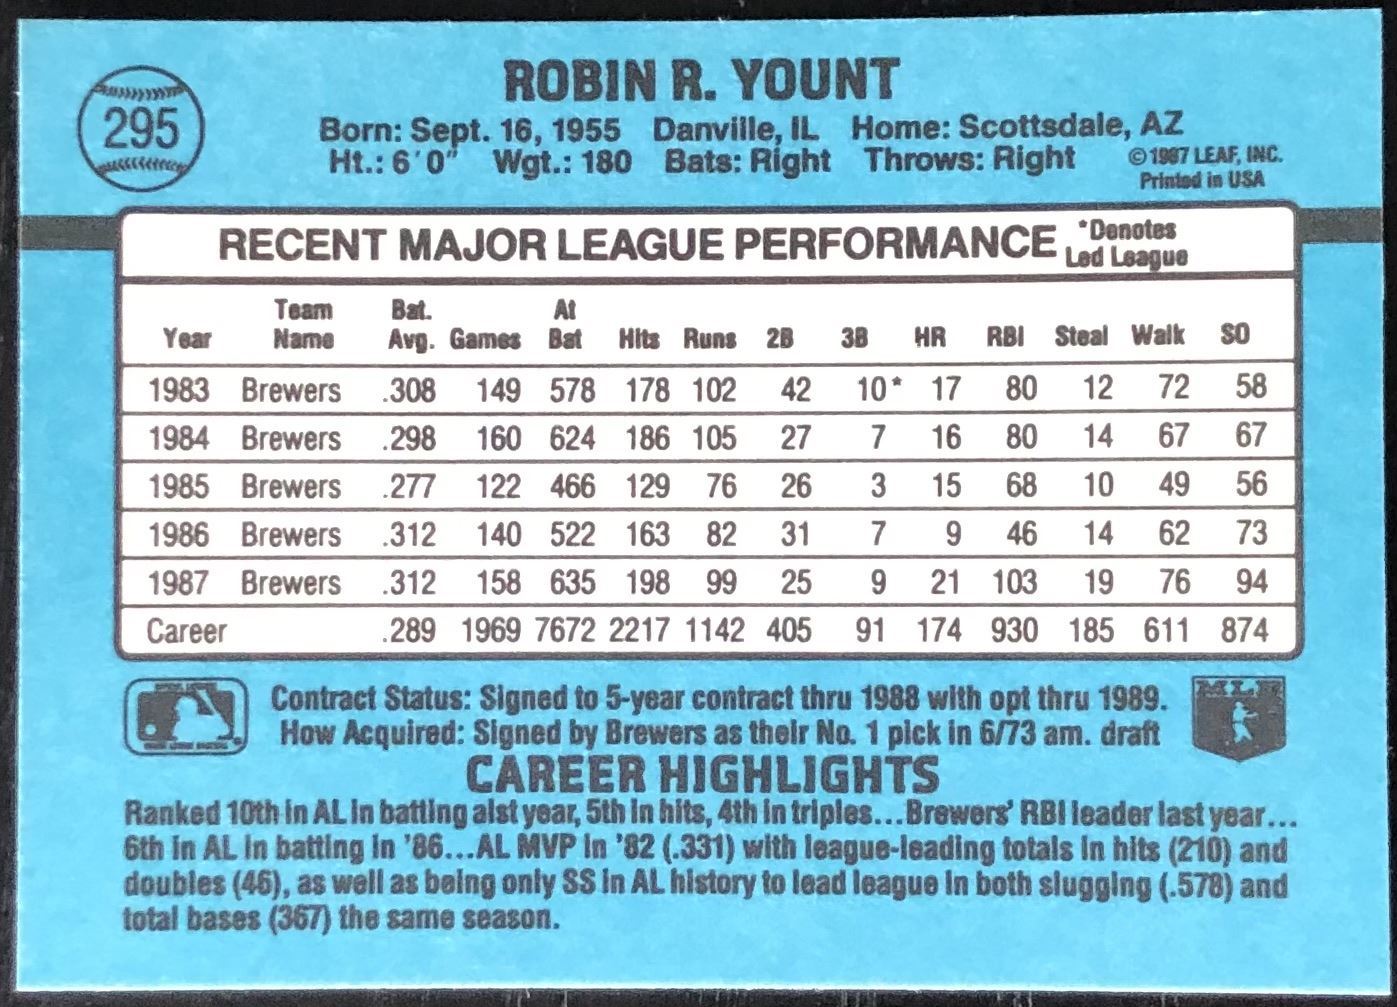 ROBIN R. YOUNT
295
Born: Sept. 16, 1955 Danville, IL Home: Scottsdale, AZ
Ht.: 6'0" Wgt.: 180 Bats: Right Throws: Right
©1987 LEAF, INC.
Printed in USA
RECENT MAJOR LEAGUE PERFORMANCE
*Denotes
Led League
Year Team Name Bat. Avg. Games At Bat Hits Runs 2B 3B HR RBI Steal Walk SO
1983 Brewers .308 149 578 178 102 42 10* 17 80 12 72 58
1984 Brewers .298 160 624 186 105 27 7 16 80 14 67 67
1985 Brewers .277 122 466 129 76 26 3 15 68 10 49 56
1986 Brewers .312 140 522 163 82 31 7 9 46 14 62 73
1987 Brewers .312 158 635 198 99 25 9 21 103 19 76 94
Career .289 1969 7672 2217 1142 405 91 174 930 185 611 874
Contract Status: Signed to 5-year contract thru 1988 with opt thru 1989.
How Acquired: Signed by Brewers as their No. 1 pick in 6/73 am. draft
CAREER HIGHLIGHTS
Ranked 10th in AL in batting alst year, 5th in hits, 4th in triples...Brewers' RBI leader last year...
6th in AL in batting in '86...AL MVP in '82 (.331) with league-leading totals in hits (210) and
doubles (46), as well as being only SS in AL history to lead league in both slugging (.578) and
total bases (367) the same season.